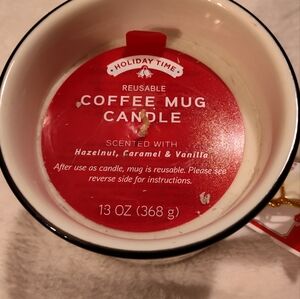 HOLIDAY TIME
REUSABLE
COFFEE MUG
CANDLE
SCENTED WITH
Hazelnut, Caramel & Vanilla
After use as candle, mug is reusable. Please see
reverse side for instructions.
13 OZ (368 g)